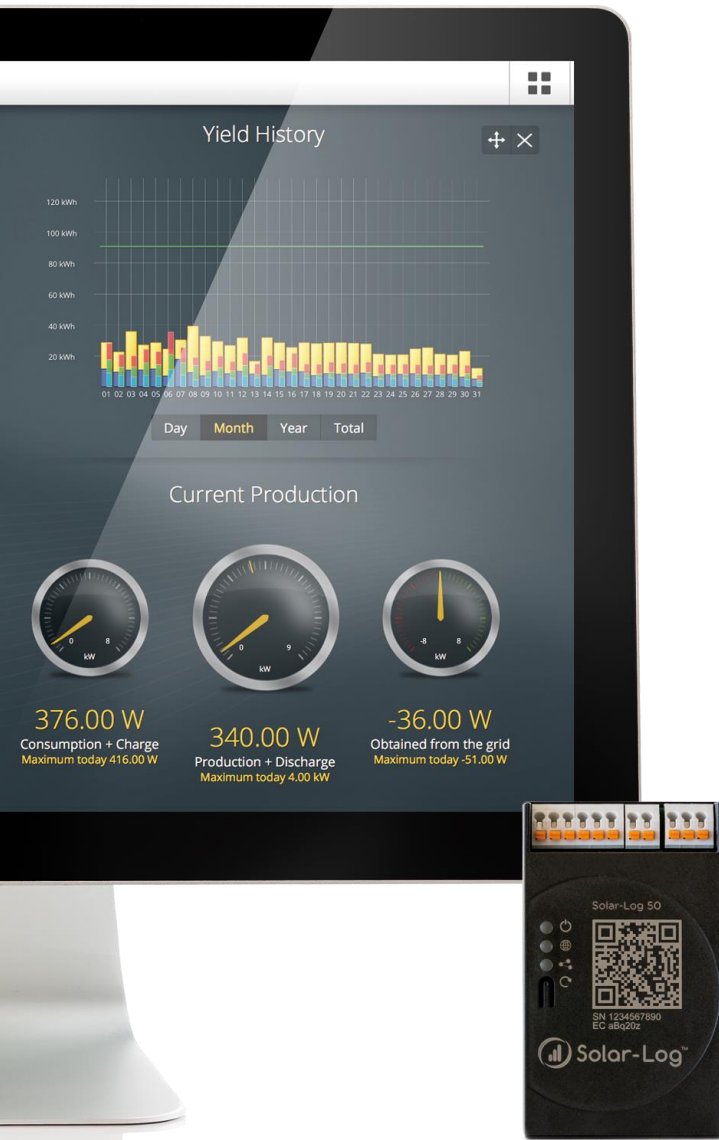 Yield History
120 kWh
100 kWh
80 kWh
60 kWh
40 kWh
20 kWh
01 02 03 04 05 06 07 08 09 10 11 12 13 14 15 16 17 18 19 20 21 22 23 24 25 26 27 28 29 30 31
Day Month Year Total
Current Production
0 8
kW
376.00 W
Consumption + Charge
Maximum today 416.00 W
0 9
kW
340.00 W
Production + Discharge
Maximum today 4.00 kW
-8 8
kW
-36.00 W
Obtained from the grid
Maximum today -51.00 W
Solar-Log 50
SN 1234567890
EC aBq20z
Solar-Log™